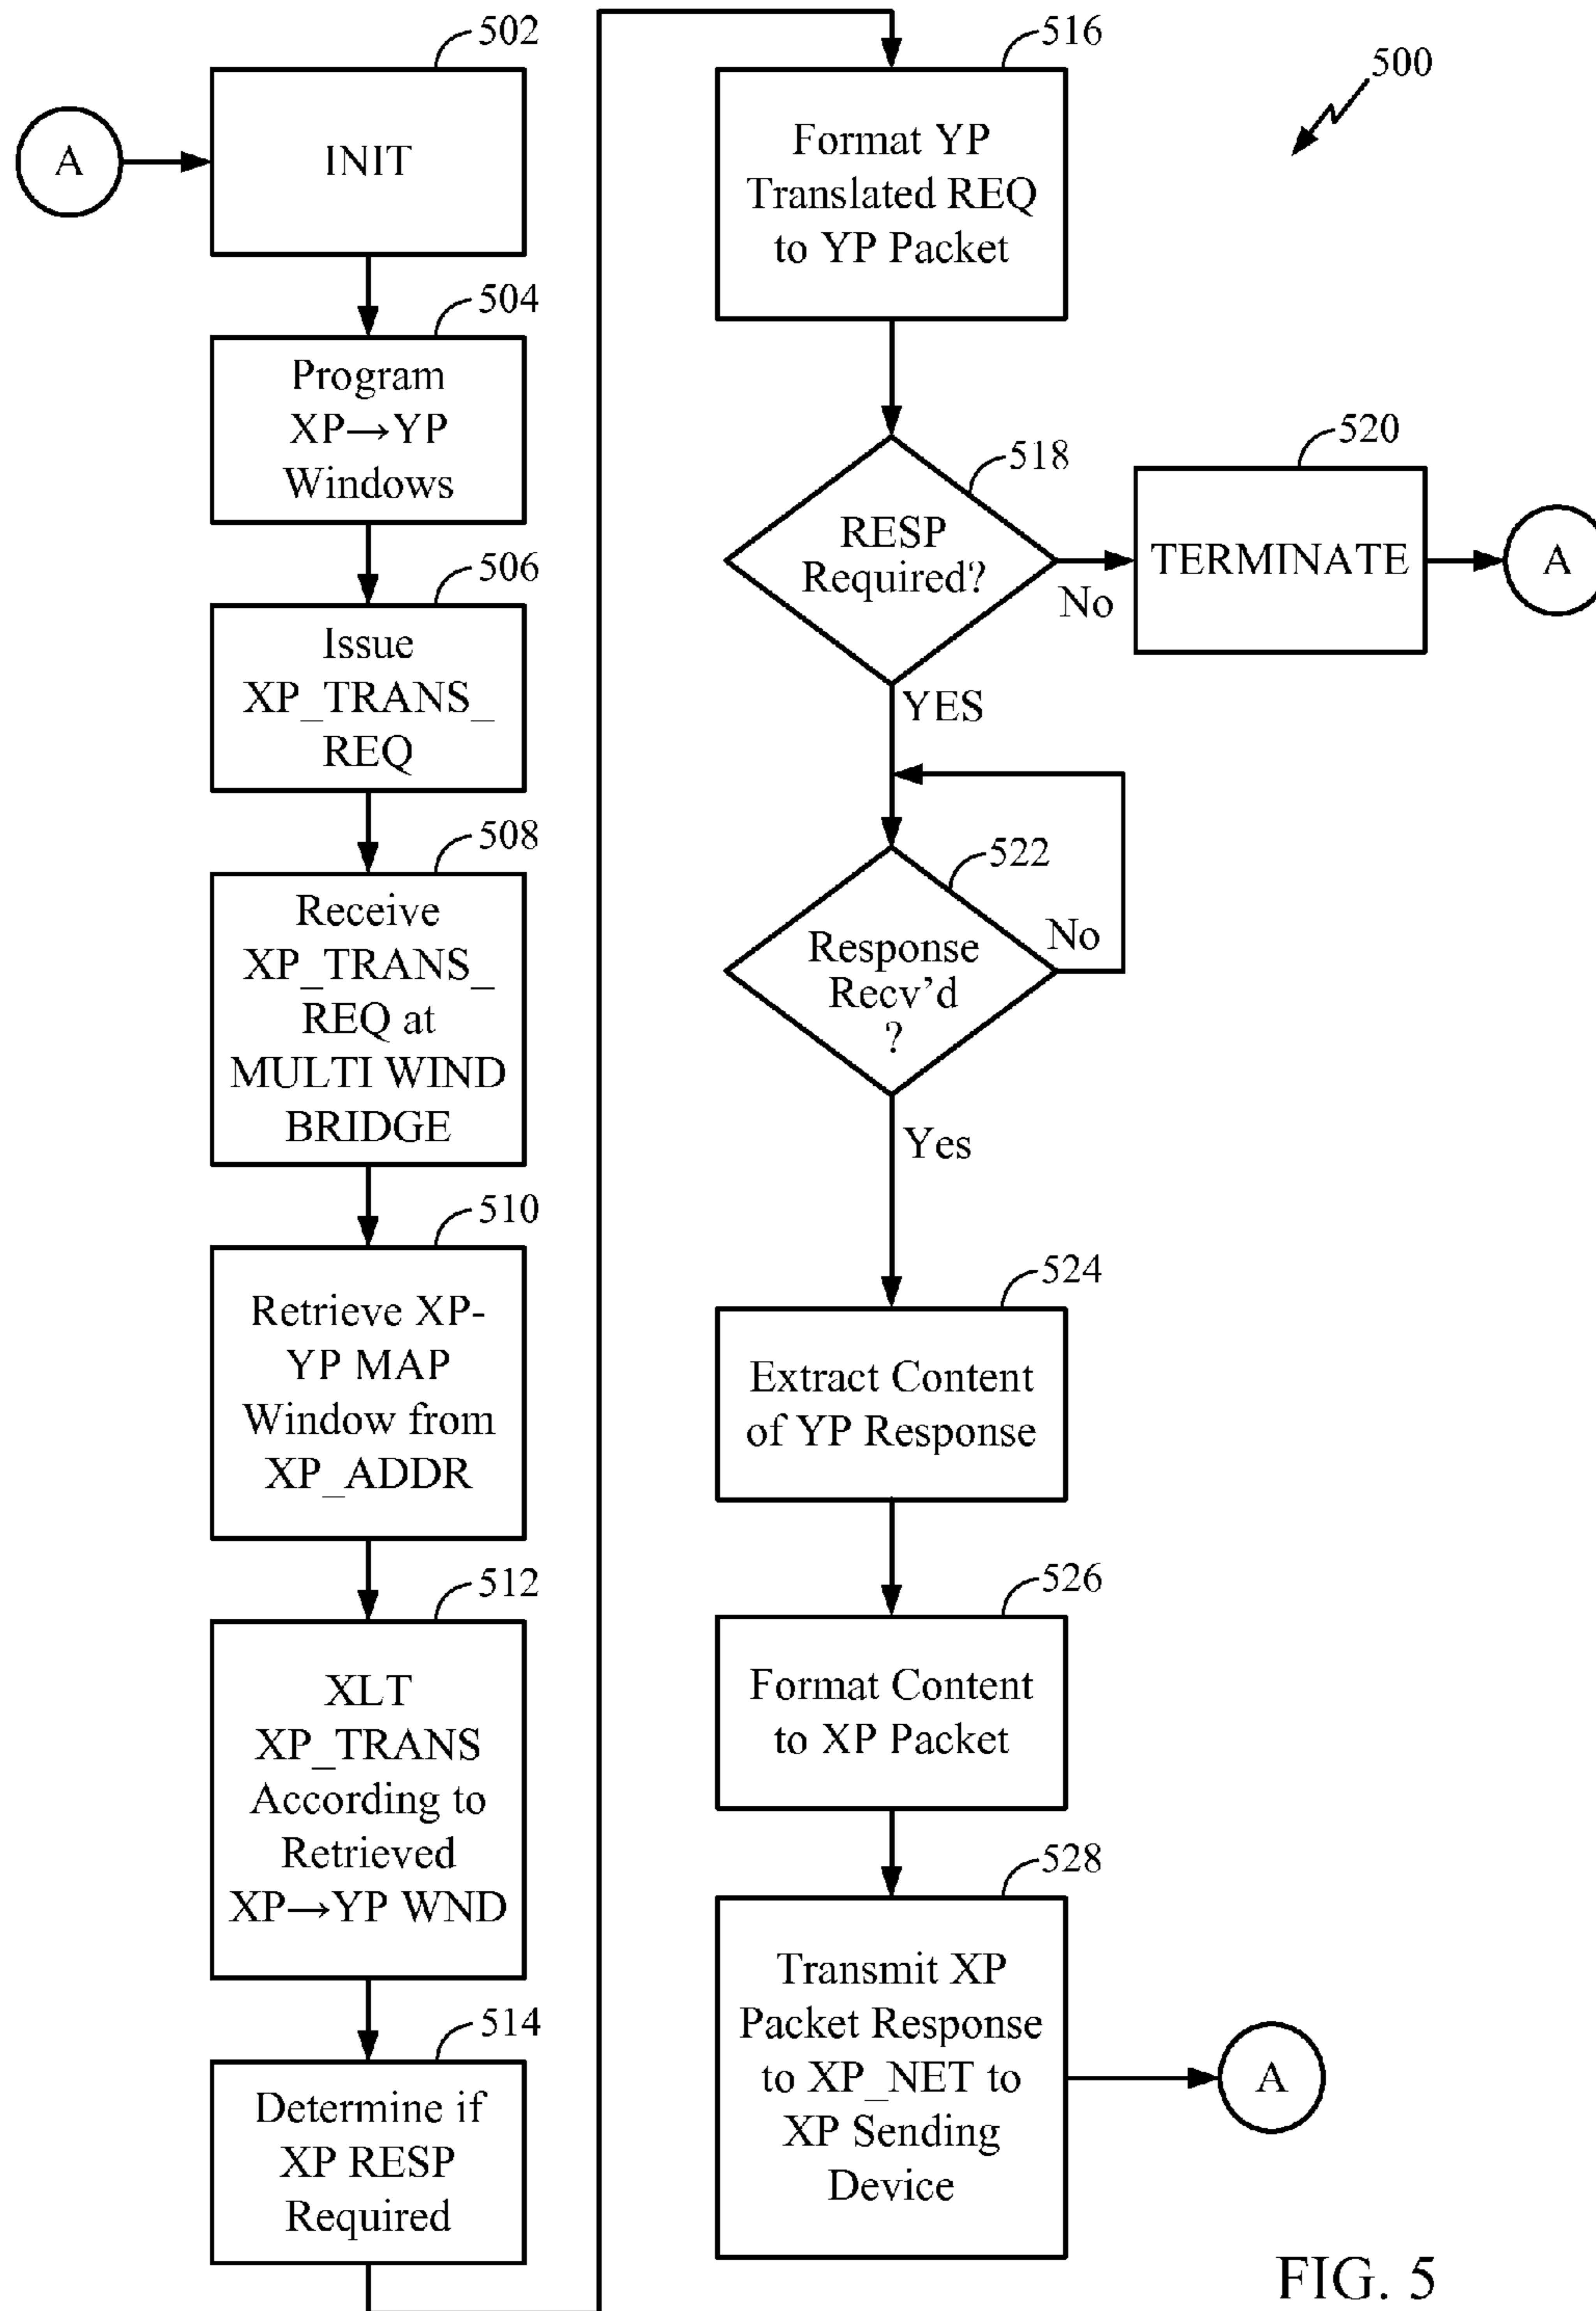 502
A
INIT
504
Program
XP→YP
Windows
506
Issue
XP_TRANS_
REQ
508
Receive
XP_TRANS_
REQ at
MULTI WIND
BRIDGE
510
Retrieve XP-
YP MAP
Window from
XP_ADDR
512
XLT
XP_TRANS
According to
Retrieved
XP→YP WND
514
Determine if
XP RESP
Required
516
500
Format YP
Translated REQ
to YP Packet
518
RESP
Required?
No
520
TERMINATE
A
YES
522
Response
Recv’d
?
No
Yes
524
Extract Content
of YP Response
526
Format Content
to XP Packet
528
Transmit XP
Packet Response
to XP_NET to
XP Sending
Device
A
FIG. 5